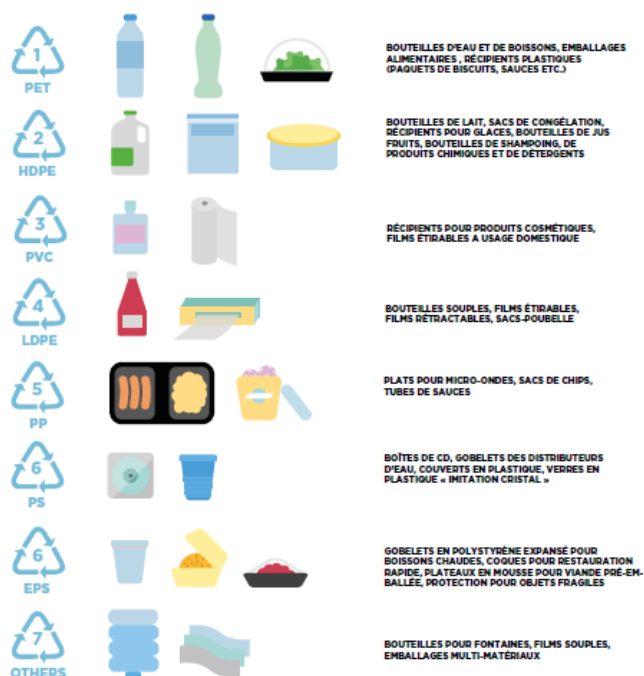 1
PET
BOUTEILLES D'EAU ET DE BOISSONS, EMBALLAGES
ALIMENTAIRES , RÉCIPIENTS PLASTIQUES
(PAQUETS DE BISCUITS, SAUCES ETC.)
2
HDPE
BOUTEILLES DE LAIT, SACS DE CONGÉLATION,
RÉCIPIENTS POUR GLACES, BOUTEILLES DE JUS
FRUITS, BOUTEILLES DE SHAMPOING, DE
PRODUITS CHIMIQUES ET DE DÉTERGENTS
3
PVC
RÉCIPIENTS POUR PRODUITS COSMÉTIQUES,
FILMS ÉTIRABLES A USAGE DOMESTIQUE
4
LDPE
BOUTEILLES SOUPLES, FILMS ÉTIRABLES,
FILMS RÉTRACTABLES, SACS-POUBELLE
5
PP
PLATS POUR MICRO-ONDES, SACS DE CHIPS,
TUBES DE SAUCES
6
PS
BOÎTES DE CD, GOBELETS DES DISTRIBUTEURS
D'EAU, COUVERTS EN PLASTIQUE, VERRES EN
PLASTIQUE « IMITATION CRISTAL »
6
EPS
GOBELETS EN POLYSTYRÈNE EXPANSÉ POUR
BOISSONS CHAUDES, COQUES POUR RESTAURATION
RAPIDE, PLATEAUX EN MOUSSE POUR VIANDE PRÉ-EM-
BALLÉE, PROTECTION POUR OBJETS FRAGILES
7
OTHERS
BOUTEILLES POUR FONTAINES, FILMS SOUPLES,
EMBALLAGES MULTI-MATÉRIAUX